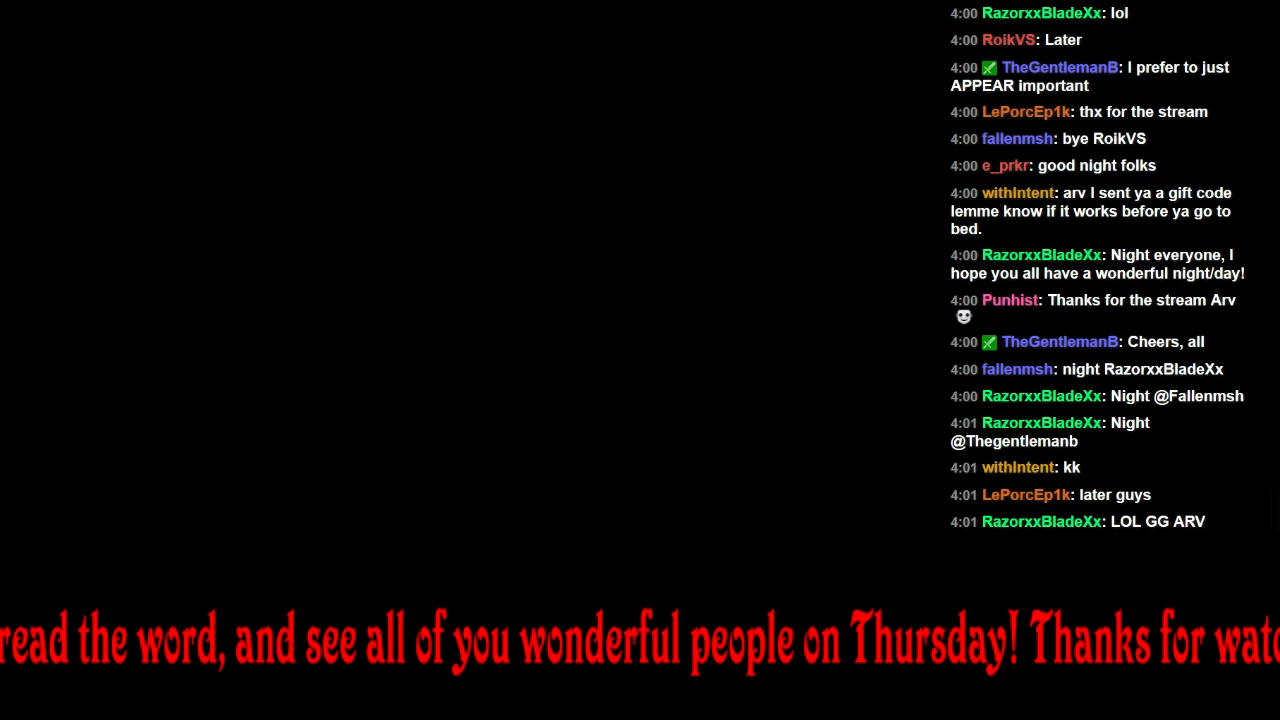 4:00 RazorxxBladeXx: lol
4:00 RoikVS: Later
4:00 TheGentlemanB: I prefer to just
APPEAR important
4:00 LePorcEp1k: thx for the stream
4:00 fallenmsh: bye RoikVS
4:00 e_prkr: good night folks
4:00 withIntent: arv I sent ya a gift code
lemme know if it works before ya go to
bed.
4:00 RazorxxBladeXx: Night everyone, I
hope you all have a wonderful night/day!
4:00 Punhist: Thanks for the stream Arv
4:00 TheGentlemanB: Cheers, all
4:00 fallenmsh: night RazorxxBladeXx
4:00 RazorxxBladeXx: Night @Fallenmsh
4:01 RazorxxBladeXx: Night
@Thegentlemanb
4:01 withIntent: kk
4:01 LePorcEp1k: later guys
4:01 RazorxxBladeXx: LOL GG ARV
read the word, and see all of you wonderful people on Thursday! Thanks for watc